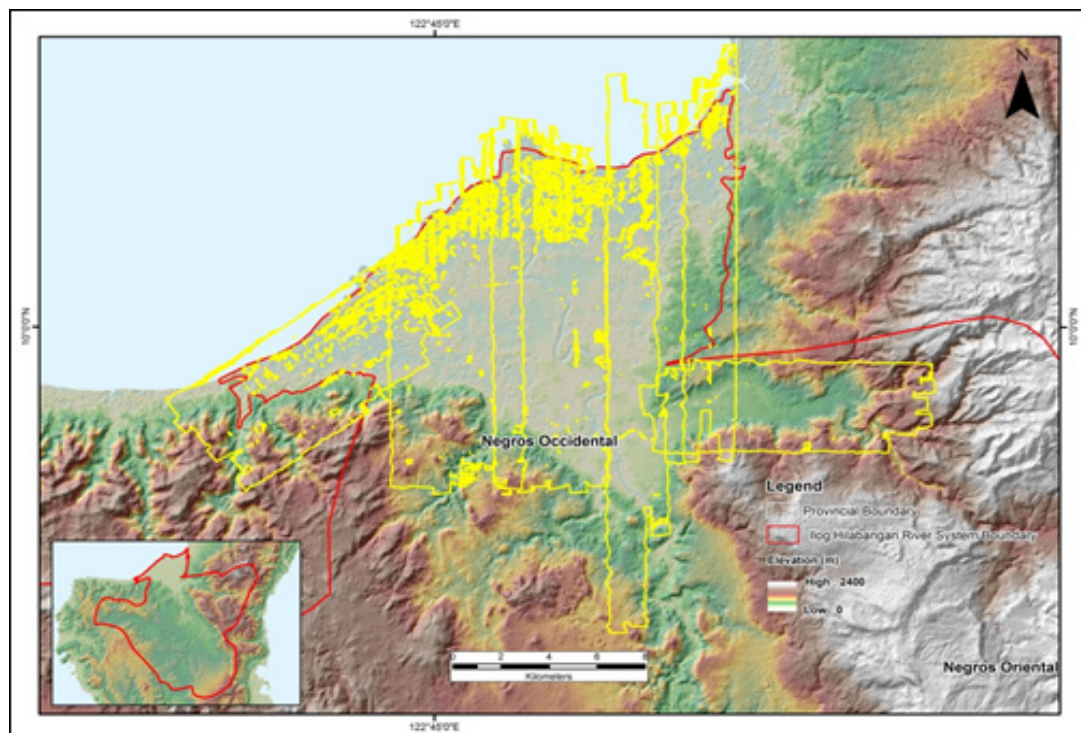 122°45'0"E
N
10°0'0"N
10°0'0"N
Negros Occidental
Legend
Provincial Boundary
Ilog Hilabangan River System Boundary
Elevation (m)
High 2400
Low 0
0 2 4 6 8
Kilometers
Negros Oriental
122°45'0"E